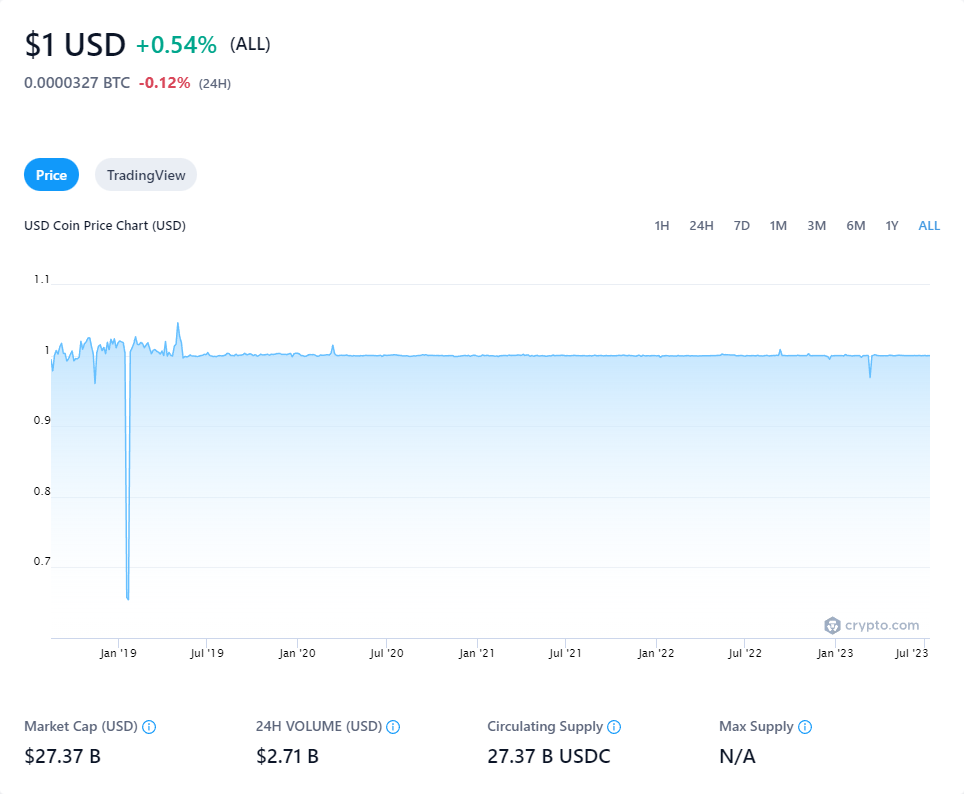 $1 USD +0.54% (ALL)
0.0000327 BTC -0.12% (24H)
Price TradingView
USD Coin Price Chart (USD) 1H 24H 7D 1M 3M 6M 1Y ALL
1.1
1
0.9
0.8
0.7
crypto.com
Jan '19 Jul '19 Jan '20 Jul '20 Jan '21 Jul '21 Jan '22 Jul '22 Jan '23 Jul '23
Market Cap (USD) 24H VOLUME (USD) Circulating Supply Max Supply
$27.37 B $2.71 B 27.37 B USDC N/A